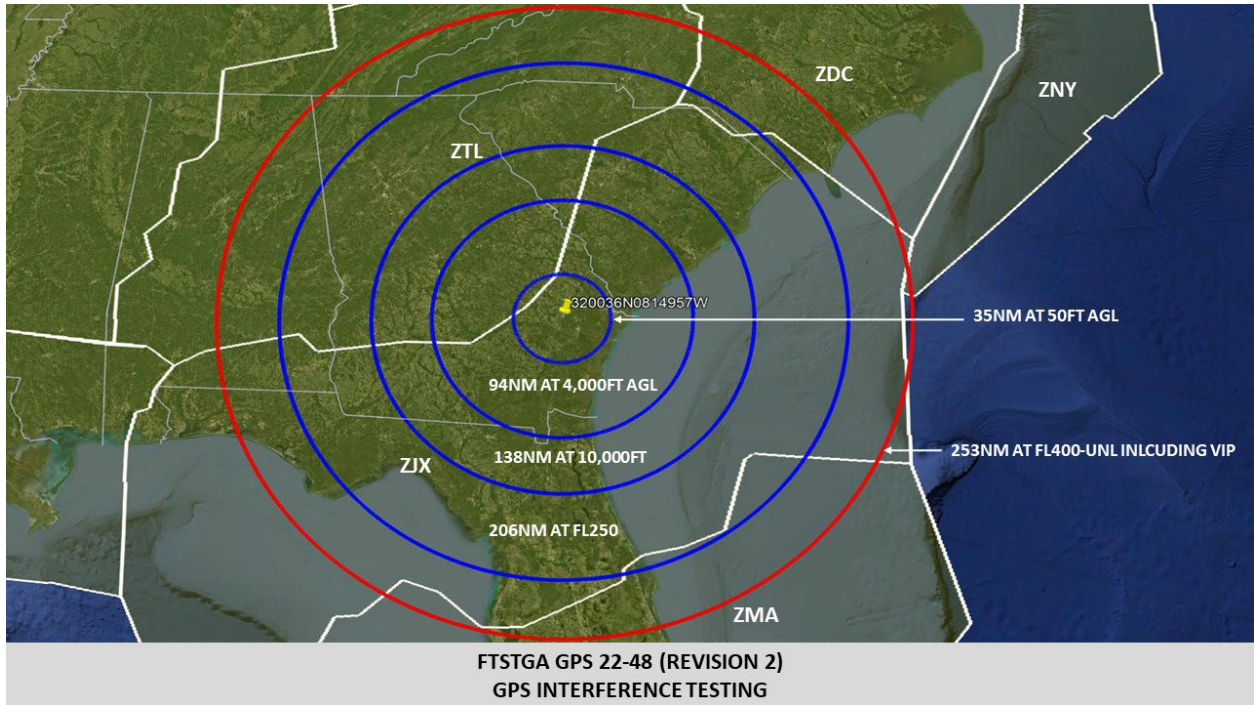 ZDC
ZNY
ZTL
320036N0814957W
35NM AT 50FT AGL
94NM AT 4,000FT AGL
253NM AT FL400-UNL INLCUDING VIP
138NM AT 10,000FT
ZJX
206NM AT FL250
ZMA
FTSTGA GPS 22-48 (REVISION 2)
GPS INTERFERENCE TESTING